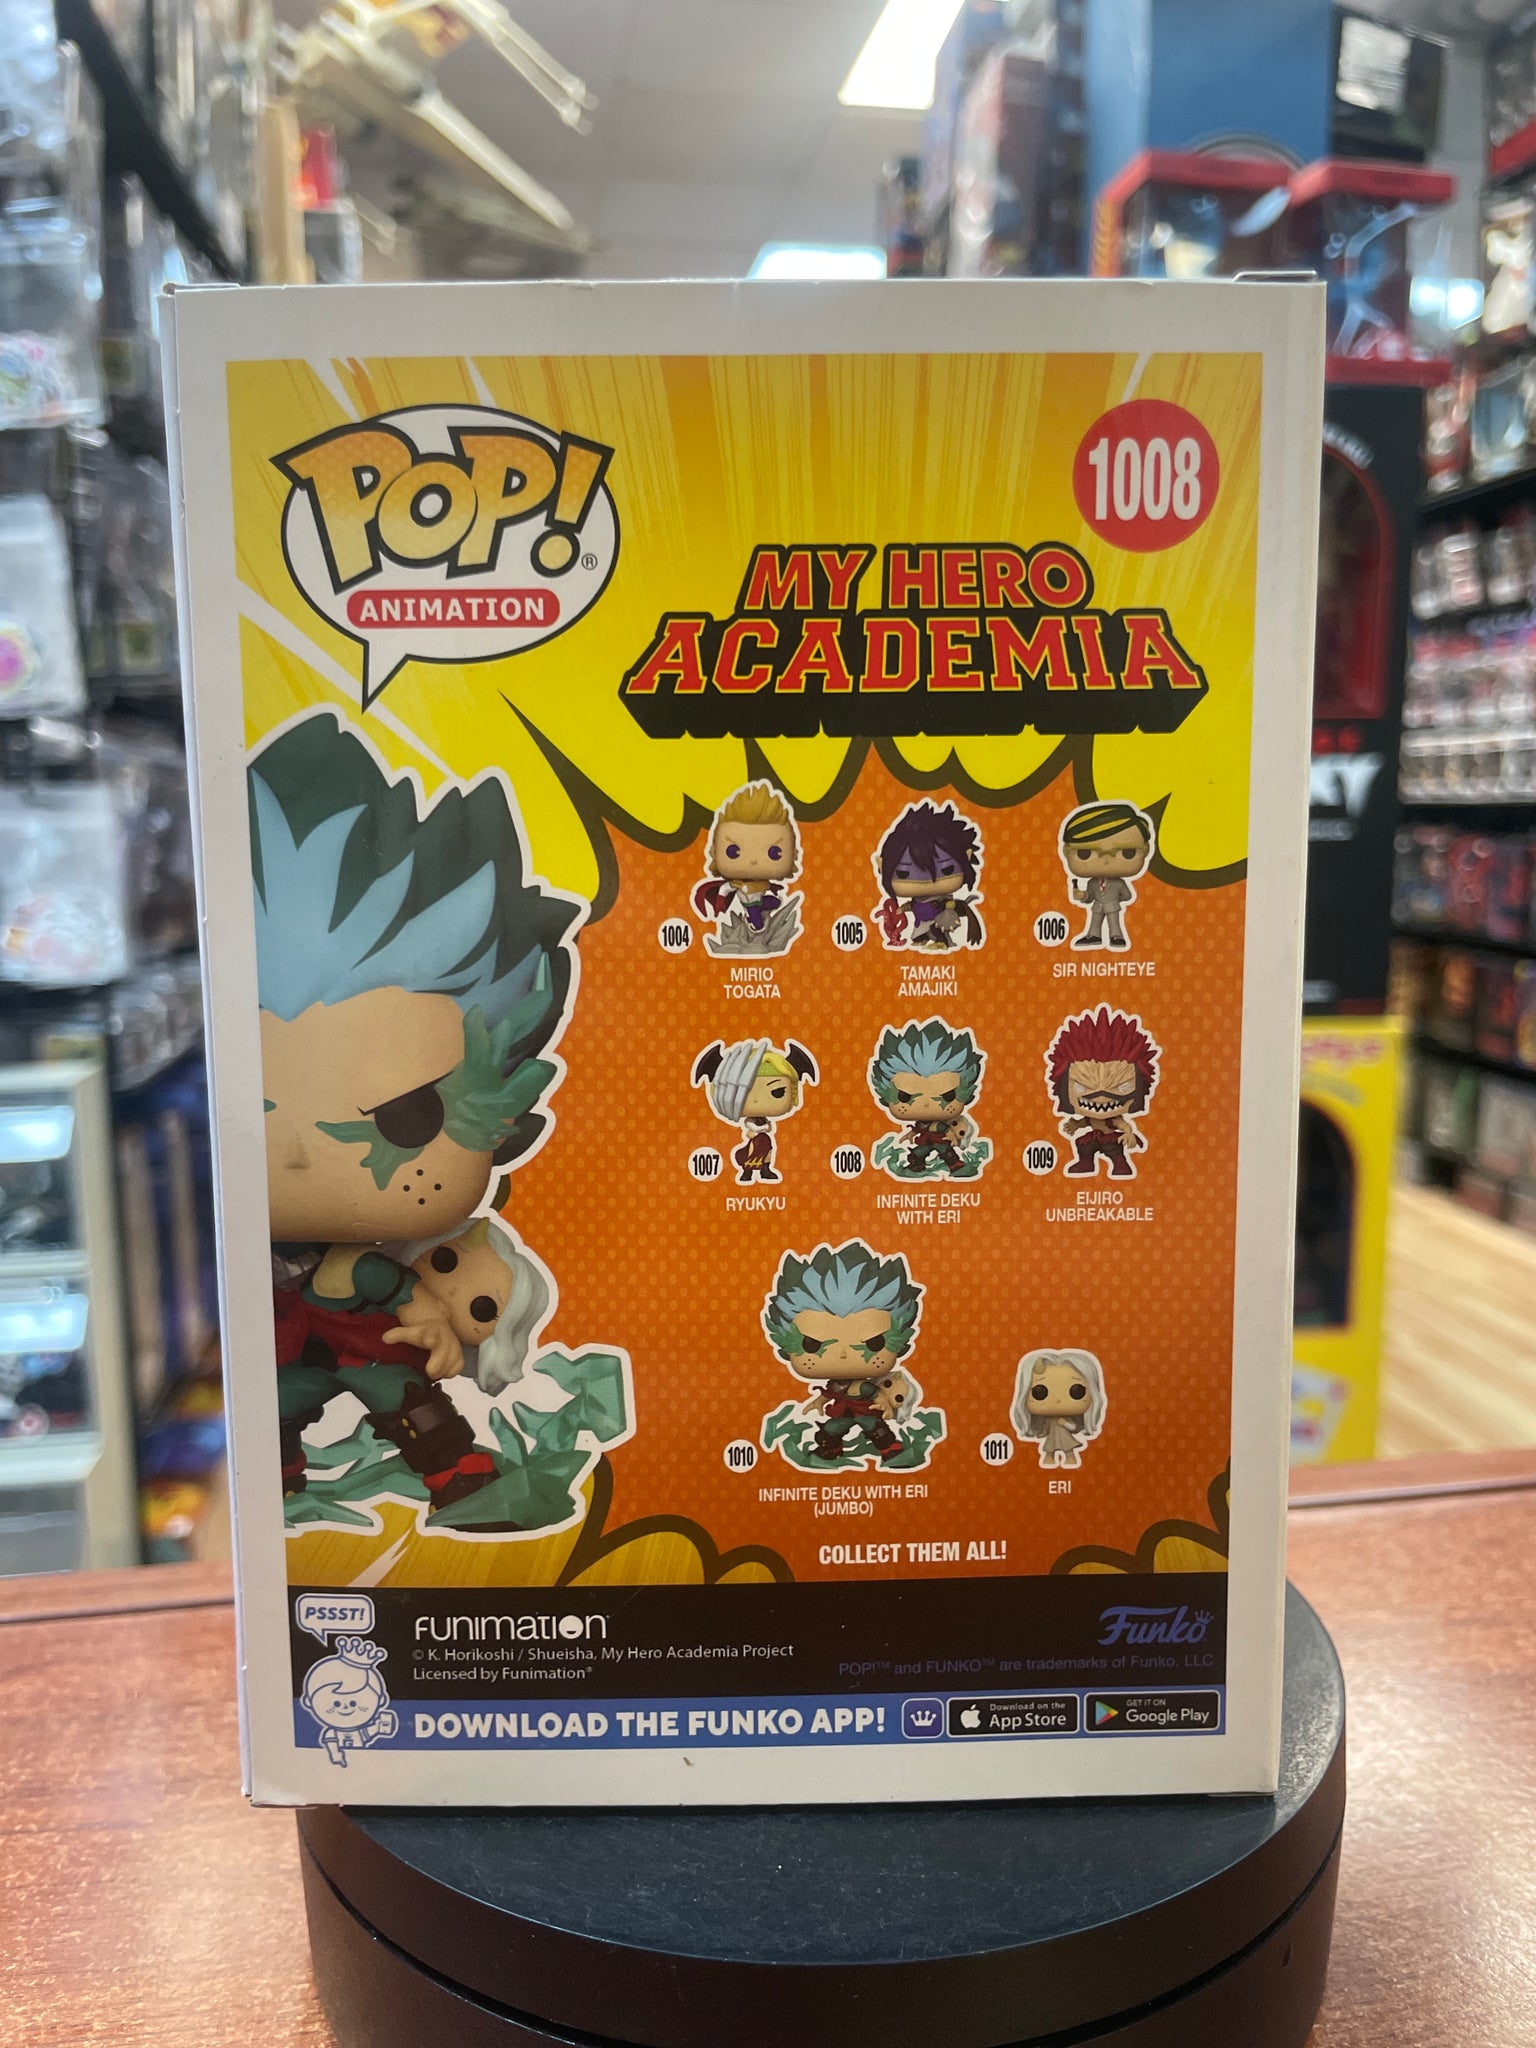 POP!®
ANIMATION
1008
MY HERO
ACADEMIA
1004
MIRIO
TOGATA
1005
TAMAKI
AMAJIKI
1006
SIR NIGHTEYE
1007
RYUKYU
1008
INFINITE DEKU
WITH ERI
1009
EIJIRO
UNBREAKABLE
1010
INFINITE DEKU WITH ERI
(JUMBO)
1011
ERI
COLLECT THEM ALL!
PSSST!
FUNIMATION
© K. Horikoshi / Shueisha, My Hero Academia Project
Licensed by Funimation®
Funko
POP!™ and FUNKO™ are trademarks of Funko, LLC
DOWNLOAD THE FUNKO APP!
Download on the
App Store
GET IT ON
Google Play